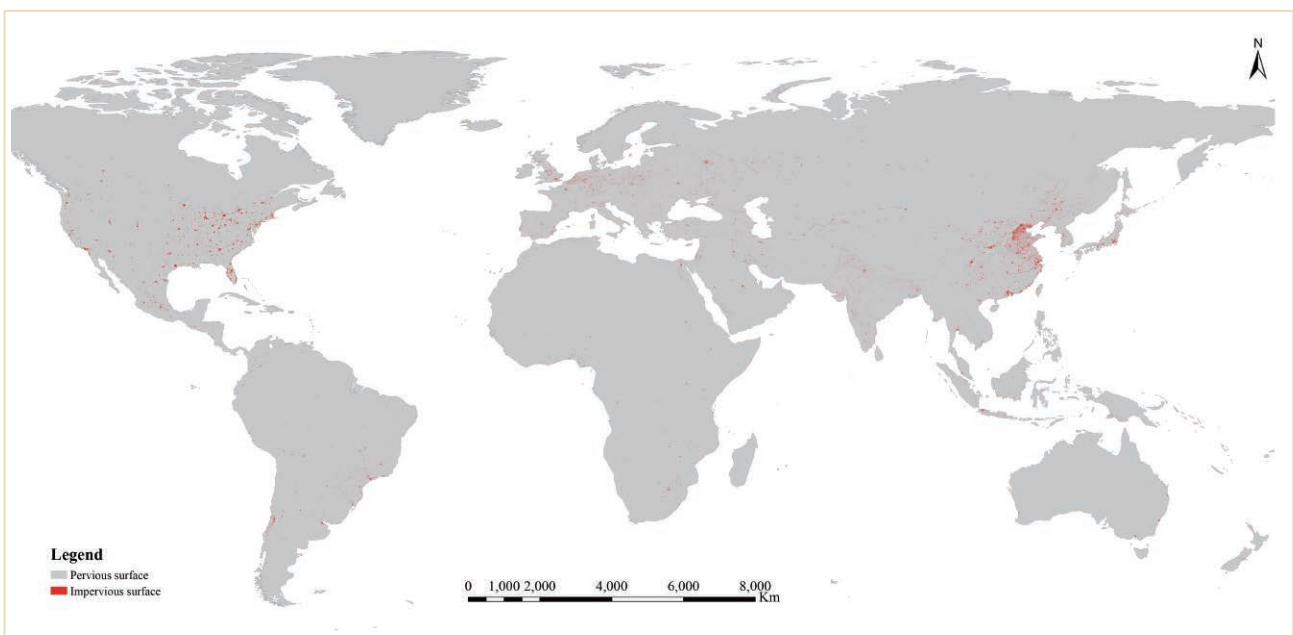 N
Legend
Pervious surface
Impervious surface
0 1,000 2,000 4,000 6,000 8,000
Km